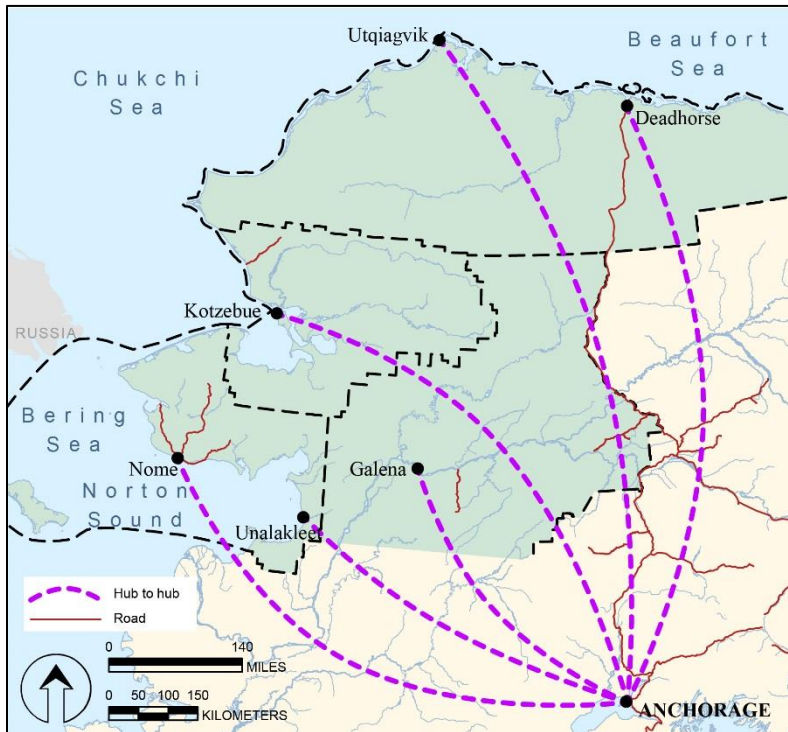 Utqiagvik
Beaufort
Sea
Chukchi
Sea
Deadhorse
Kotzebue
RUSSIA
Bering
Sea
Nome
Galena
Norton
Sound
Unalakleet
Hub to hub
Road
0 140
MILES
0 50 100 150
KILOMETERS
ANCHORAGE